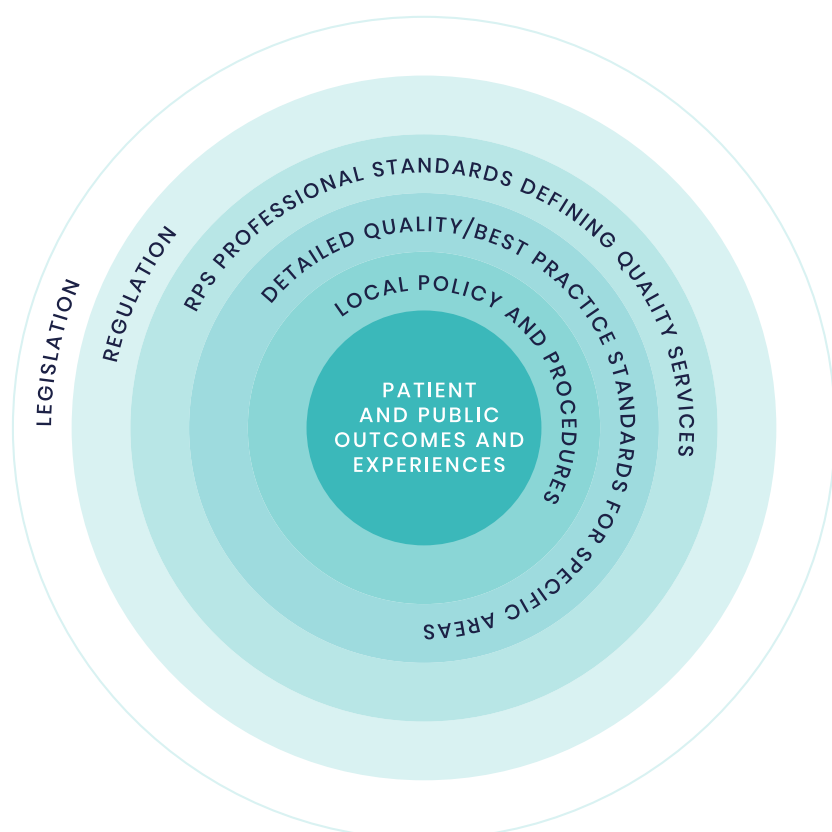 LEGISLATION
REGULATION
RPS PROFESSIONAL STANDARDS DEFINING QUALITY SERVICES
DETAILED QUALITY/BEST PRACTICE STANDARDS FOR SPECIFIC AREAS
LOCAL POLICY AND PROCEDURES
PATIENT
AND PUBLIC
OUTCOMES AND
EXPERIENCES